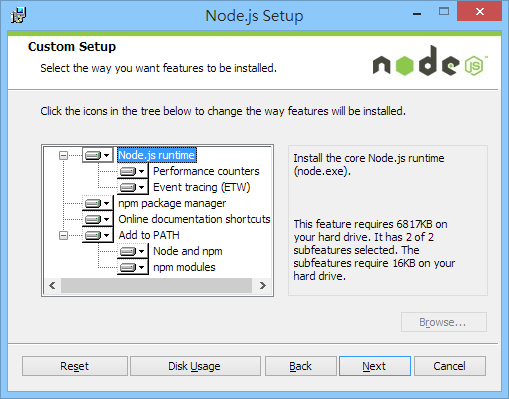 Node.js Setup
Custom Setup
Select the way you want features to be installed.
node
JS
Click the icons in the tree below to change the way features will be installed.
Node.js runtime
Performance counters
Event tracing (ETW)
npm package manager
Online documentation shortcuts
Add to PATH
Node and npm
npm modules
Install the core Node.js runtime
(node.exe).
This feature requires 6817KB on
your hard drive. It has 2 of 2
subfeatures selected. The
subfeatures require 16KB on your
hard drive.
Browse...
Reset
Disk Usage
Back
Next
Cancel